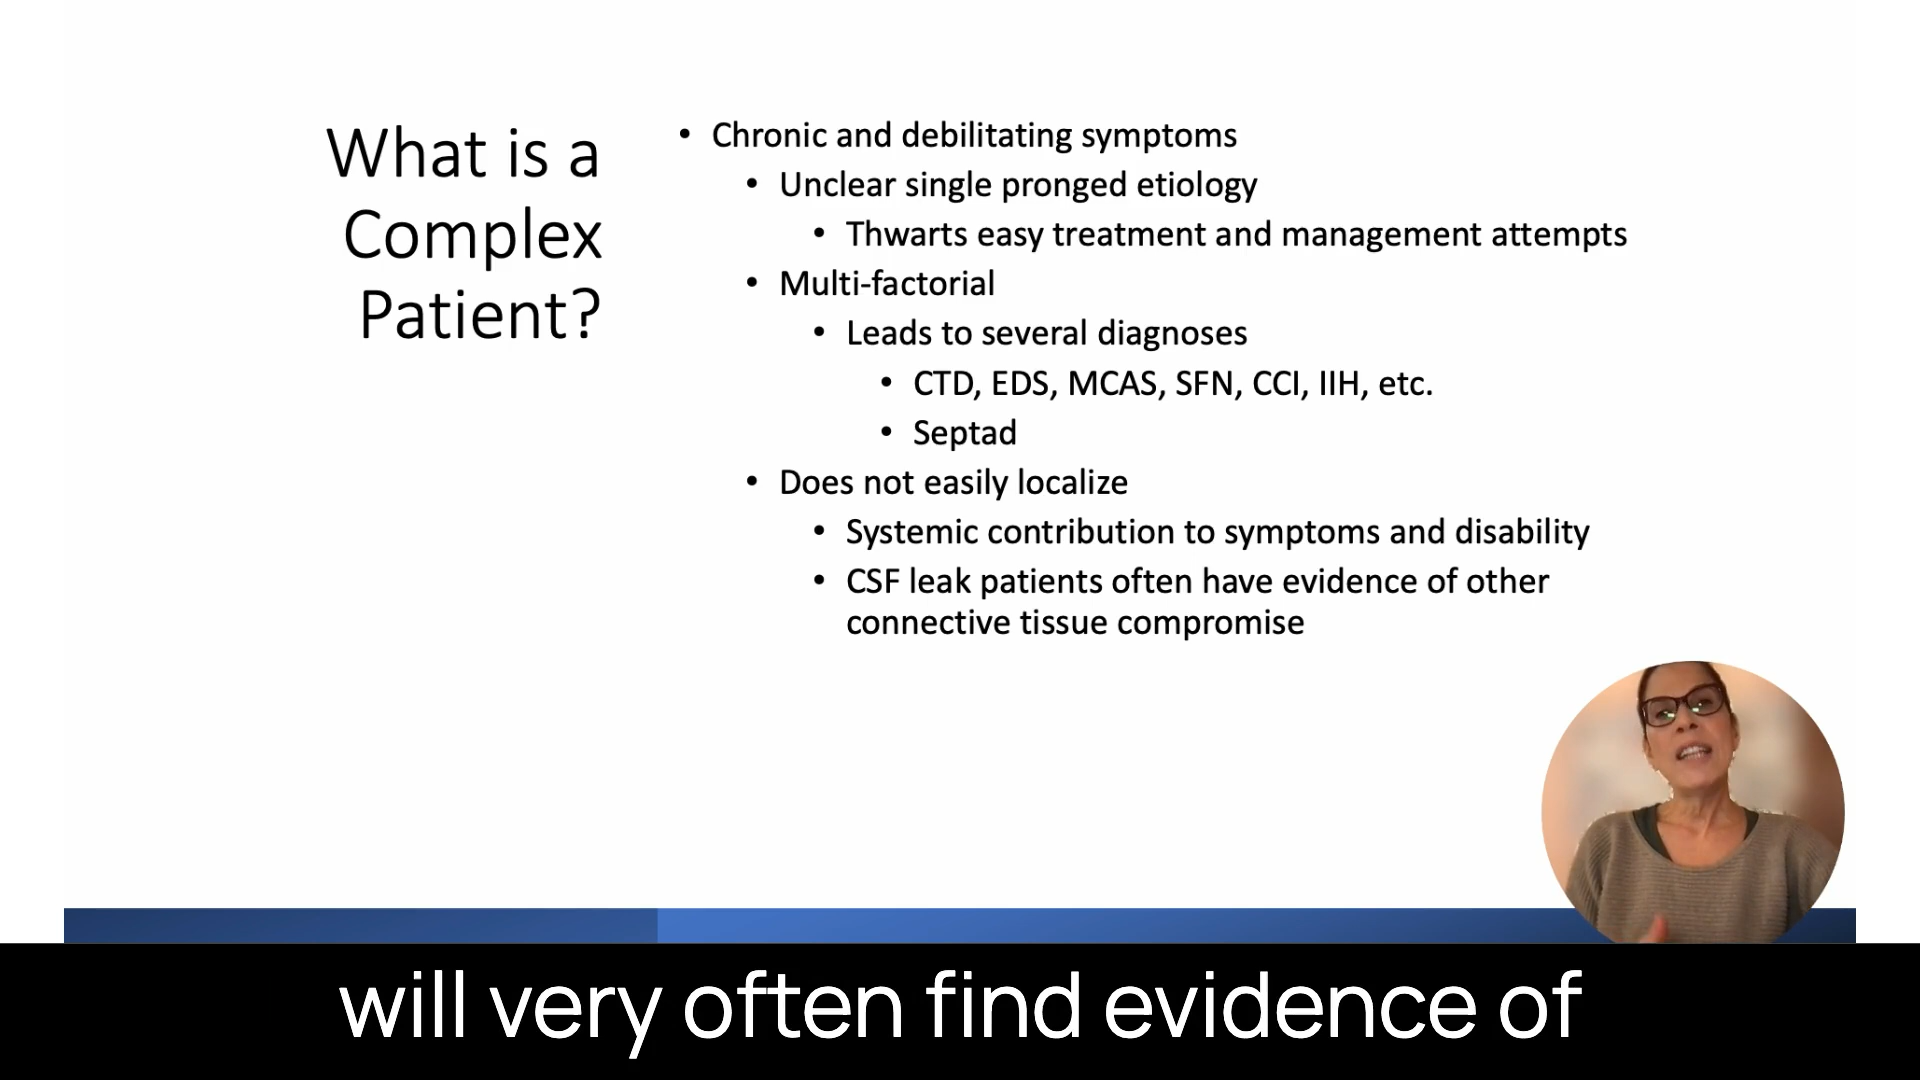 What is a
Complex
Patient?
• Chronic and debilitating symptoms
• Unclear single pronged etiology
• Thwarts easy treatment and management attempts
• Multi-factorial
• Leads to several diagnoses
• CTD, EDS, MCAS, SFN, CCI, IIH, etc.
• Septad
• Does not easily localize
• Systemic contribution to symptoms and disability
• CSF leak patients often have evidence of other
connective tissue compromise
will very often find evidence of